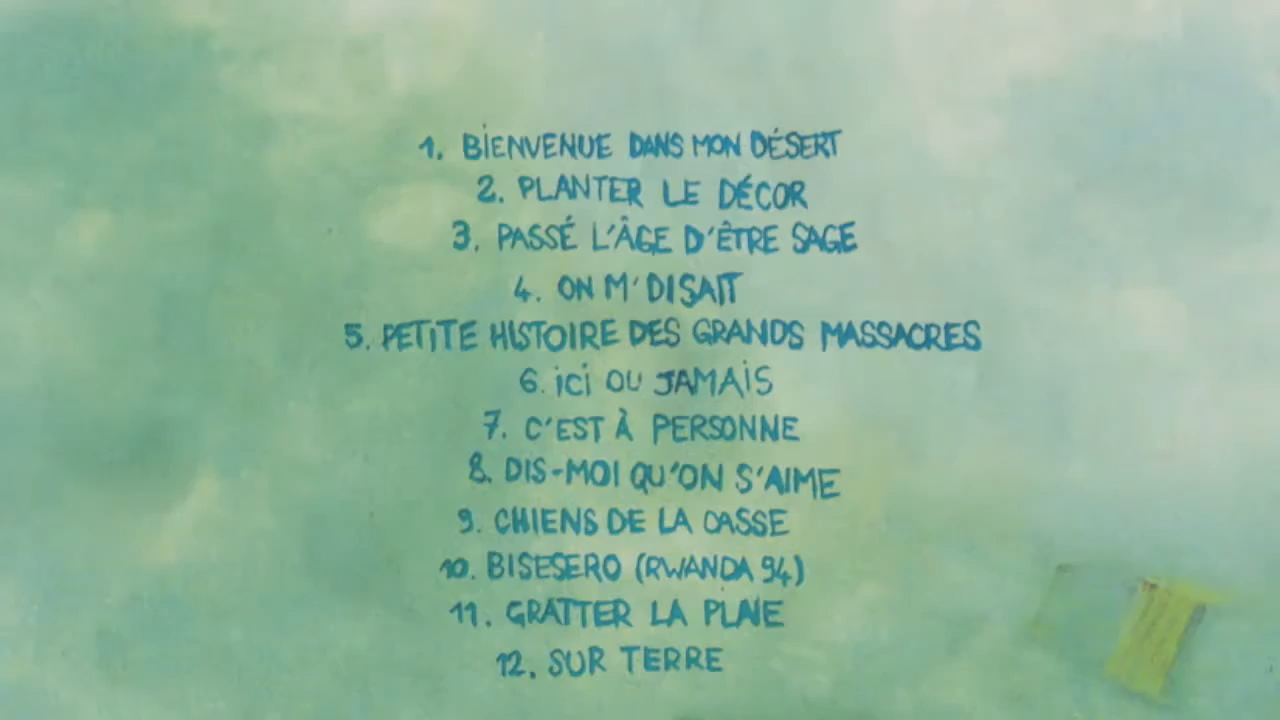 1. BIENVENUE DANS MON DÉSERT
2. PLANTER LE DÉCOR
3. PASSÉ L'ÂGE D'ÊTRE SAGE
4. ON M'DISAIT
5. PETITE HISTOIRE DES GRANDS MASSACRES
6. ICI OU JAMAIS
7. C'EST À PERSONNE
8. DIS-MOI QU'ON S'AIME
9. CHIENS DE LA CASSE
10. BISESERO (RWANDA 94)
11. GRATTER LA PLAIE
12. SUR TERRE